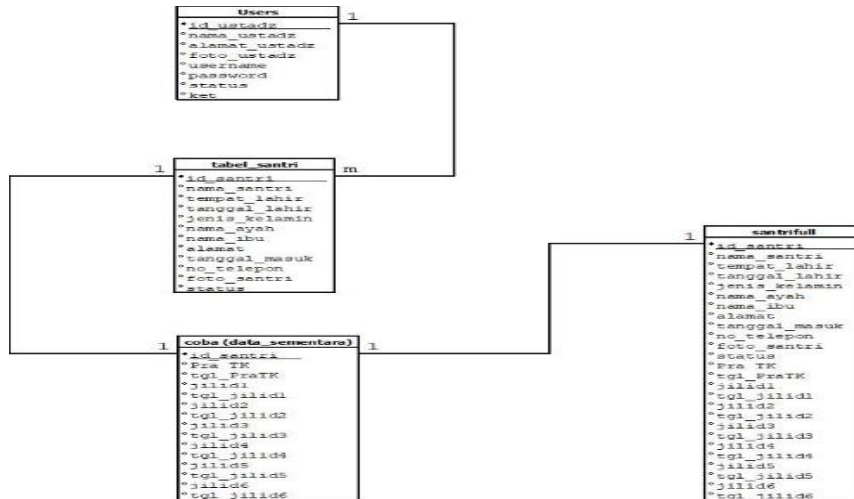 Users
*id_ustadz
°nama_ustadz
°alamat_ustadz
°foto_ustadz
°username
°password
°status
°ket
1
1
tabel_santri
m
*id_santri
°nama_santri
°tempat_lahir
°tanggal_lahir
°jenis_kelamin
°nama_ayah
°nama_ibu
°alamat
°tanggal_masuk
°no_telepon
°foto_santri
°status
1
coba (data_sementara)
1
*id_santri
°Pra TK
°tgl_PraTK
°jilid1
°tgl_jilid1
°jilid2
°tgl_jilid2
°jilid3
°tgl_jilid3
°jilid4
°tgl_jilid4
°jilid5
°tgl_jilid5
°jilid6
°tgl_jilid6
1
santrifull
*id_santri
°nama_santri
°tempat_lahir
°tanggal_lahir
°jenis_kelamin
°nama_ayah
°nama_ibu
°alamat
°tanggal_masuk
°no_telepon
°foto_santri
°status
°Pra TK
°tgl_PraTK
°jilid1
°tgl_jilid1
°jilid2
°tgl_jilid2
°jilid3
°tgl_jilid3
°jilid4
°tgl_jilid4
°jilid5
°tgl_jilid5
°jilid6
°tgl_jilid6